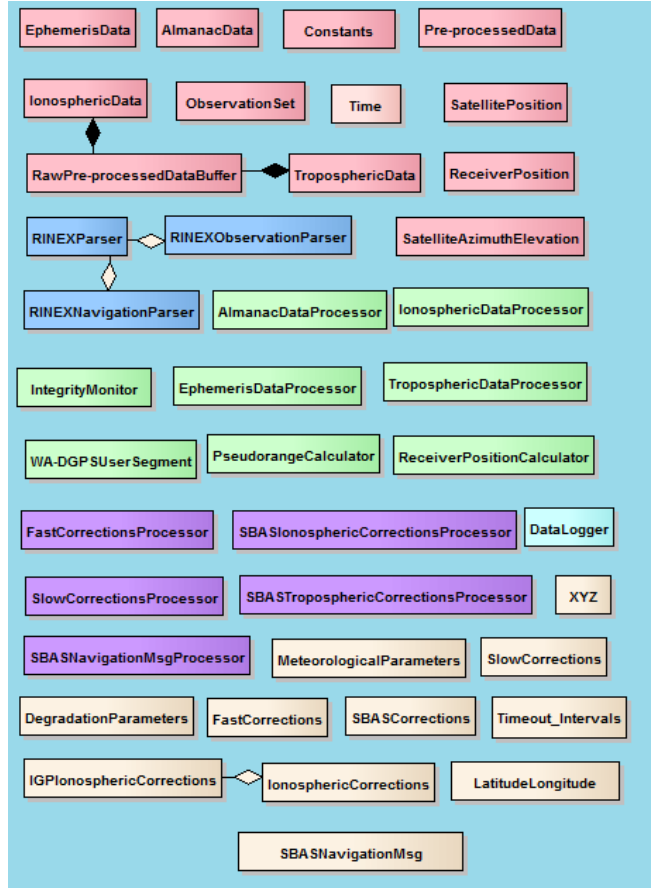 EphemerisData
AlmanacData
Constants
Pre-processedData
IonosphericData
ObservationSet
Time
SatellitePosition
RawPre-processedDataBuffer
TroposphericData
ReceiverPosition
RINEXParser
RINEXObservationParser
SatelliteAzimuthElevation
RINEXNavigationParser
AlmanacDataProcessor
IonosphericDataProcessor
IntegrityMonitor
EphemerisDataProcessor
TroposphericDataProcessor
WA-DGPSUserSegment
PseudorangeCalculator
ReceiverPositionCalculator
FastCorrectionsProcessor
SBASIonosphericCorrectionsProcessor
DataLogger
SlowCorrectionsProcessor
SBASTroposphericCorrectionsProcessor
XYZ
SBASNavigationMsgProcessor
MeteorologicalParameters
SlowCorrections
DegradationParameters
FastCorrections
SBASCorrections
Timeout_Intervals
IGPIonosphericCorrections
IonosphericCorrections
LatitudeLongitude
SBASNavigationMsg